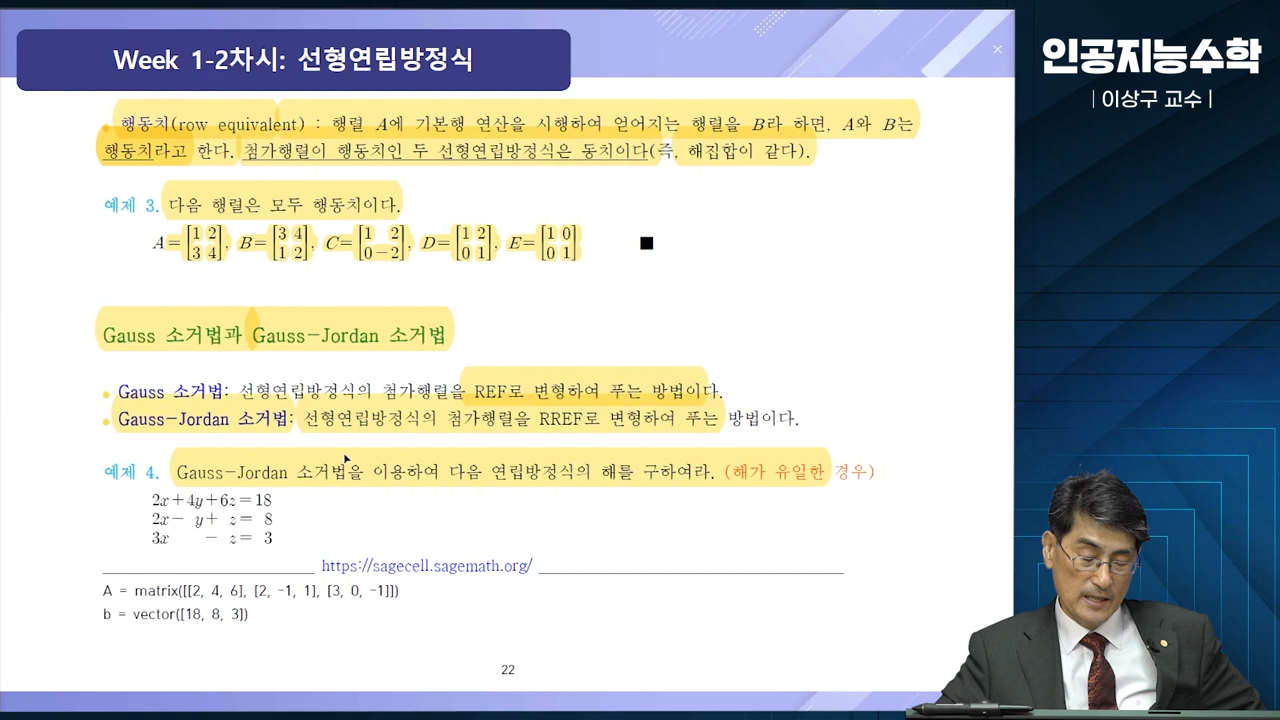 Week 1-2차시: 선형연립방정식
인공지능수학
| 이상구 교수 |
• 행동치(row equivalent) : 행렬 A에 기본행 연산을 시행하여 얻어지는 행렬을 B라 하면, A와 B는
행동치라고 한다. 첨가행렬이 행동치인 두 선형연립방정식은 동치이다(즉, 해집합이 같다).
예제 3. 다음 행렬은 모두 행동치이다.
A=[1 2; 3 4], B=[3 4; 1 2], C=[1 2; 0 −2], D=[1 2; 0 1], E=[1 0; 0 1] ■
Gauss 소거법과 Gauss−Jordan 소거법
• Gauss 소거법: 선형연립방정식의 첨가행렬을 REF로 변형하여 푸는 방법이다.
• Gauss−Jordan 소거법: 선형연립방정식의 첨가행렬을 RREF로 변형하여 푸는 방법이다.
예제 4. Gauss−Jordan 소거법을 이용하여 다음 연립방정식의 해를 구하여라. (해가 유일한 경우)
2x+4y+6z=18
2x− y+ z= 8
3x − z= 3
https://sagecell.sagemath.org/
A = matrix([[2, 4, 6], [2, -1, 1], [3, 0, -1]])
b = vector([18, 8, 3])
22